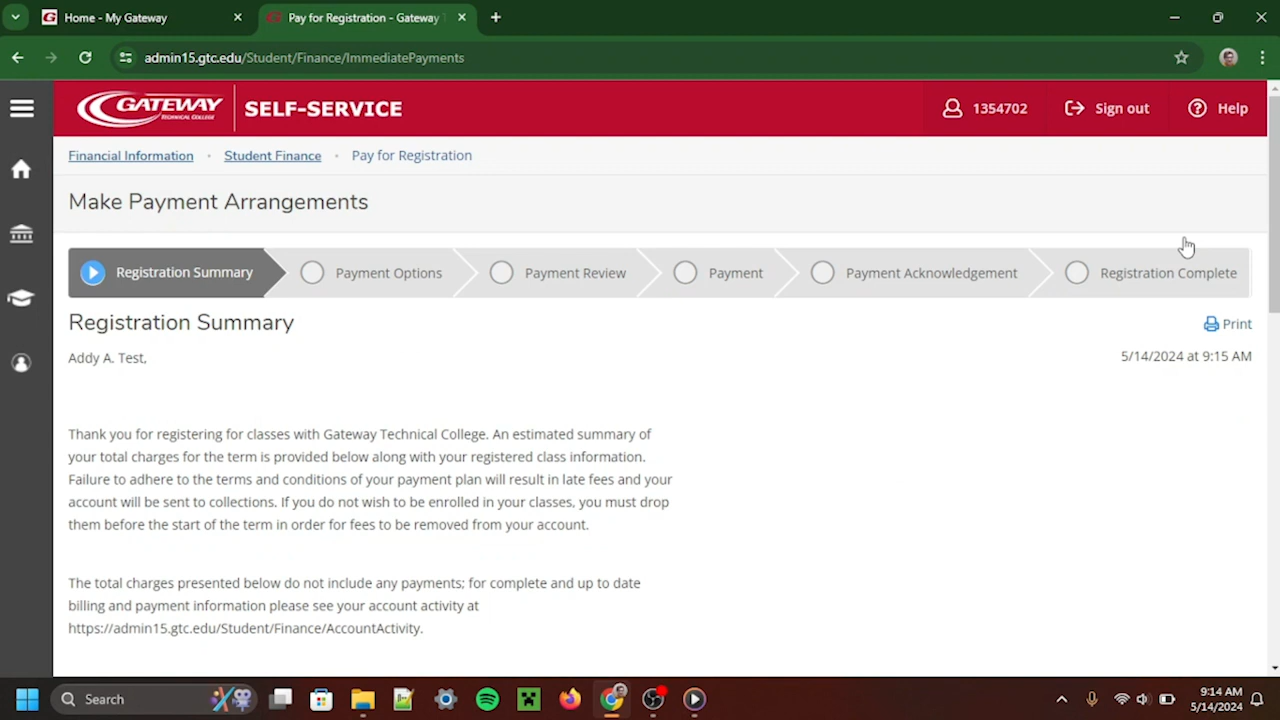 Home - My Gateway
Pay for Registration - Gateway T
admin15.gtc.edu/Student/Finance/ImmediatePayments
GATEWAY
TECHNICAL COLLEGE
SELF-SERVICE
1354702
Sign out
Help
Financial Information
Student Finance
Pay for Registration
Make Payment Arrangements
Registration Summary
Payment Options
Payment Review
Payment
Payment Acknowledgement
Registration Complete
Registration Summary
Print
Addy A. Test,
5/14/2024 at 9:15 AM
Thank you for registering for classes with Gateway Technical College. An estimated summary of
your total charges for the term is provided below along with your registered class information.
Failure to adhere to the terms and conditions of your payment plan will result in late fees and your
account will be sent to collections. If you do not wish to be enrolled in your classes, you must drop
them before the start of the term in order for fees to be removed from your account.
The total charges presented below do not include any payments; for complete and up to date
billing and payment information please see your account activity at
https://admin15.gtc.edu/Student/Finance/AccountActivity.
Search
9:14 AM
5/14/2024